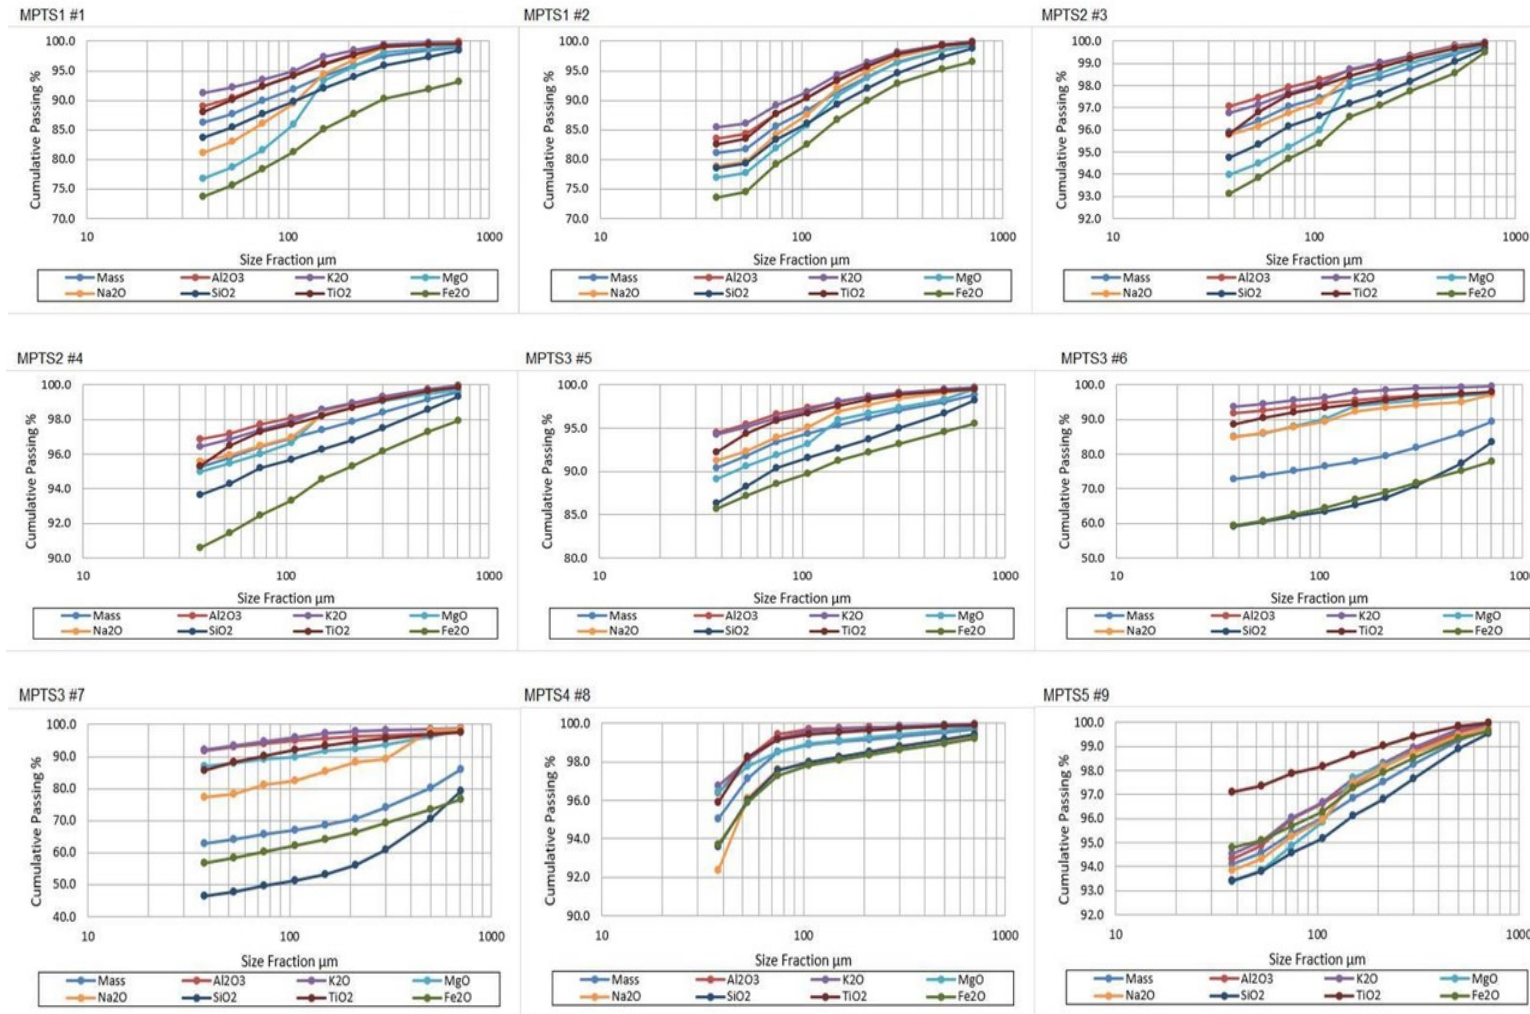 MPTS1 #1
Cumulative Passing %
100.0
95.0
90.0
85.0
80.0
75.0
70.0
10 100 1000
Size Fraction µm
Mass Al2O3 K2O MgO
Na2O SiO2 TiO2 Fe2O
MPTS1 #2
Cumulative Passing %
100.0
95.0
90.0
85.0
80.0
75.0
70.0
10 100 1000
Size Fraction µm
Mass Al2O3 K2O MgO
Na2O SiO2 TiO2 Fe2O
MPTS2 #3
Cumulative Passing %
100.0
99.0
98.0
97.0
96.0
95.0
94.0
93.0
92.0
10 100 1000
Size Fraction µm
Mass Al2O3 K2O MgO
Na2O SiO2 TiO2 Fe2O
MPTS2 #4
Cumulative Passing %
100.0
98.0
96.0
94.0
92.0
90.0
10 100 1000
Size Fraction µm
Mass Al2O3 K2O MgO
Na2O SiO2 TiO2 Fe2O
MPTS3 #5
Cumulative Passing %
100.0
95.0
90.0
85.0
80.0
10 100 1000
Size Fraction µm
Mass Al2O3 K2O MgO
Na2O SiO2 TiO2 Fe2O
MPTS3 #6
Cumulative Passing %
100.0
90.0
80.0
70.0
60.0
50.0
10 100 1000
Size Fraction µm
Mass Al2O3 K2O MgO
Na2O SiO2 TiO2 Fe2O
MPTS3 #7
Cumulative Passing %
100.0
90.0
80.0
70.0
60.0
50.0
40.0
10 100 1000
Size Fraction µm
Mass Al2O3 K2O MgO
Na2O SiO2 TiO2 Fe2O
MPTS4 #8
Cumulative Passing %
100.0
98.0
96.0
94.0
92.0
90.0
10 100 1000
Size Fraction µm
Mass Al2O3 K2O MgO
Na2O SiO2 TiO2 Fe2O
MPTS5 #9
Cumulative Passing %
100.0
99.0
98.0
97.0
96.0
95.0
94.0
93.0
92.0
10 100 1000
Size Fraction µm
Mass Al2O3 K2O MgO
Na2O SiO2 TiO2 Fe2O